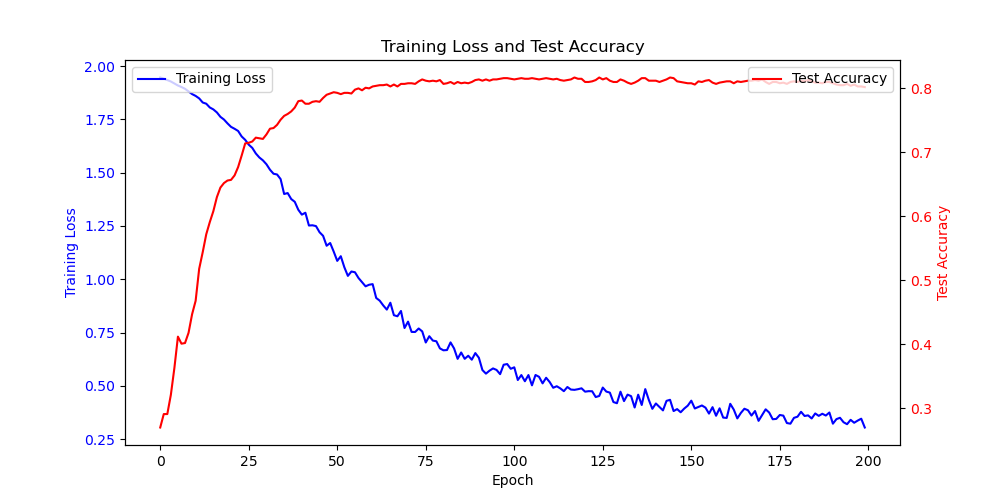 Training Loss and Test Accuracy
Training Loss
Test Accuracy
2.00
1.75
1.50
1.25
1.00
0.75
0.50
0.25
Training Loss
0.8
0.7
0.6
0.5
0.4
0.3
Test Accuracy
0 25 50 75 100 125 150 175 200
Epoch